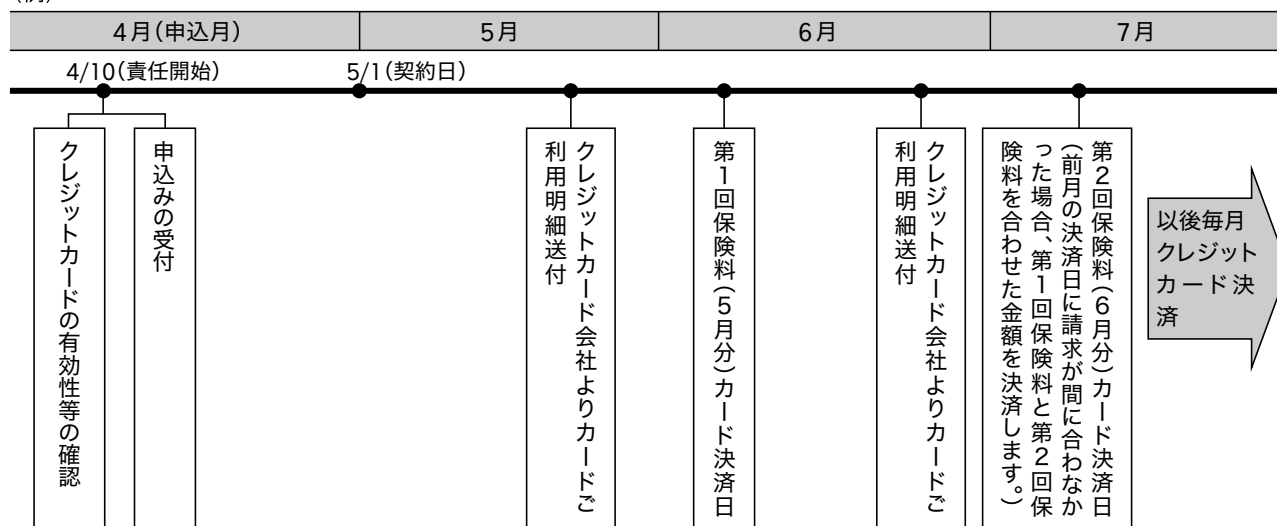 4月（申込月）
5月
6月
7月
4/10（責任開始）
5/1（契約日）
クレジットカードの有効性等の確認
申込みの受付
クレジットカード会社よりカードご
利用明細送付
第1回保険料（5月分）カード決済日
クレジットカード会社よりカードご
利用明細送付
第2回保険料（6月分）カード決済日
（前月の決済日に請求が間に合わなか
った場合、第1回保険料と第2回保
険料を合わせた金額を決済します。）
以後毎月
クレジット
カード決
済